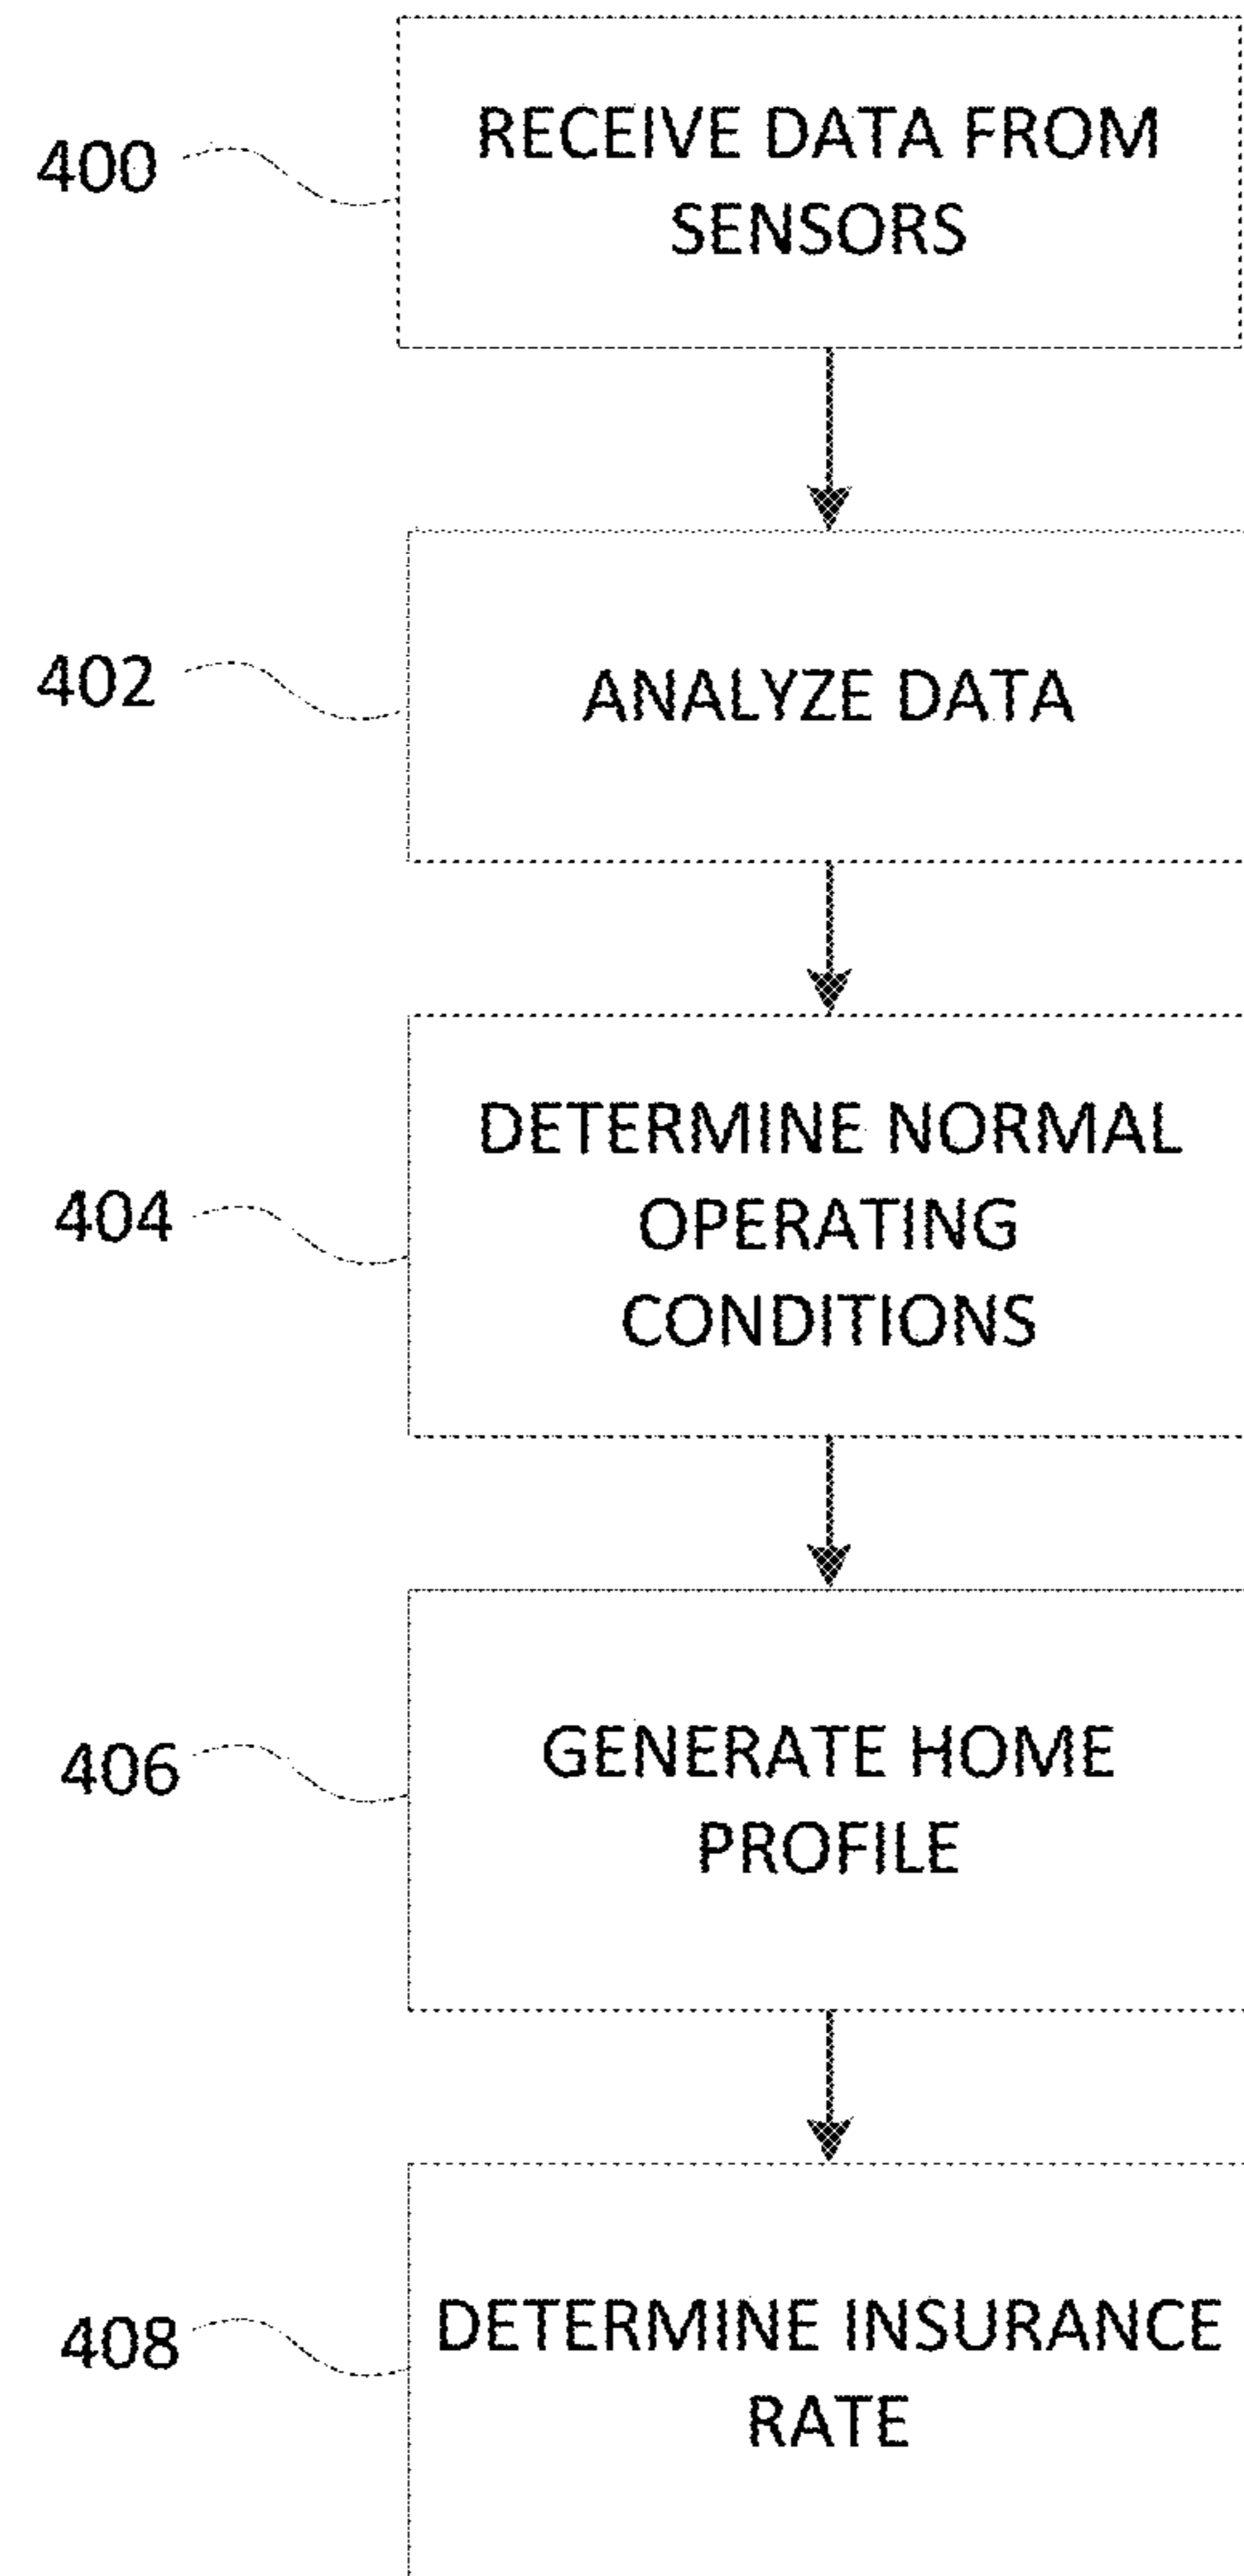 400
RECEIVE DATA FROM
SENSORS
402
ANALYZE DATA
404
DETERMINE NORMAL
OPERATING
CONDITIONS
406
GENERATE HOME
PROFILE
408
DETERMINE INSURANCE
RATE